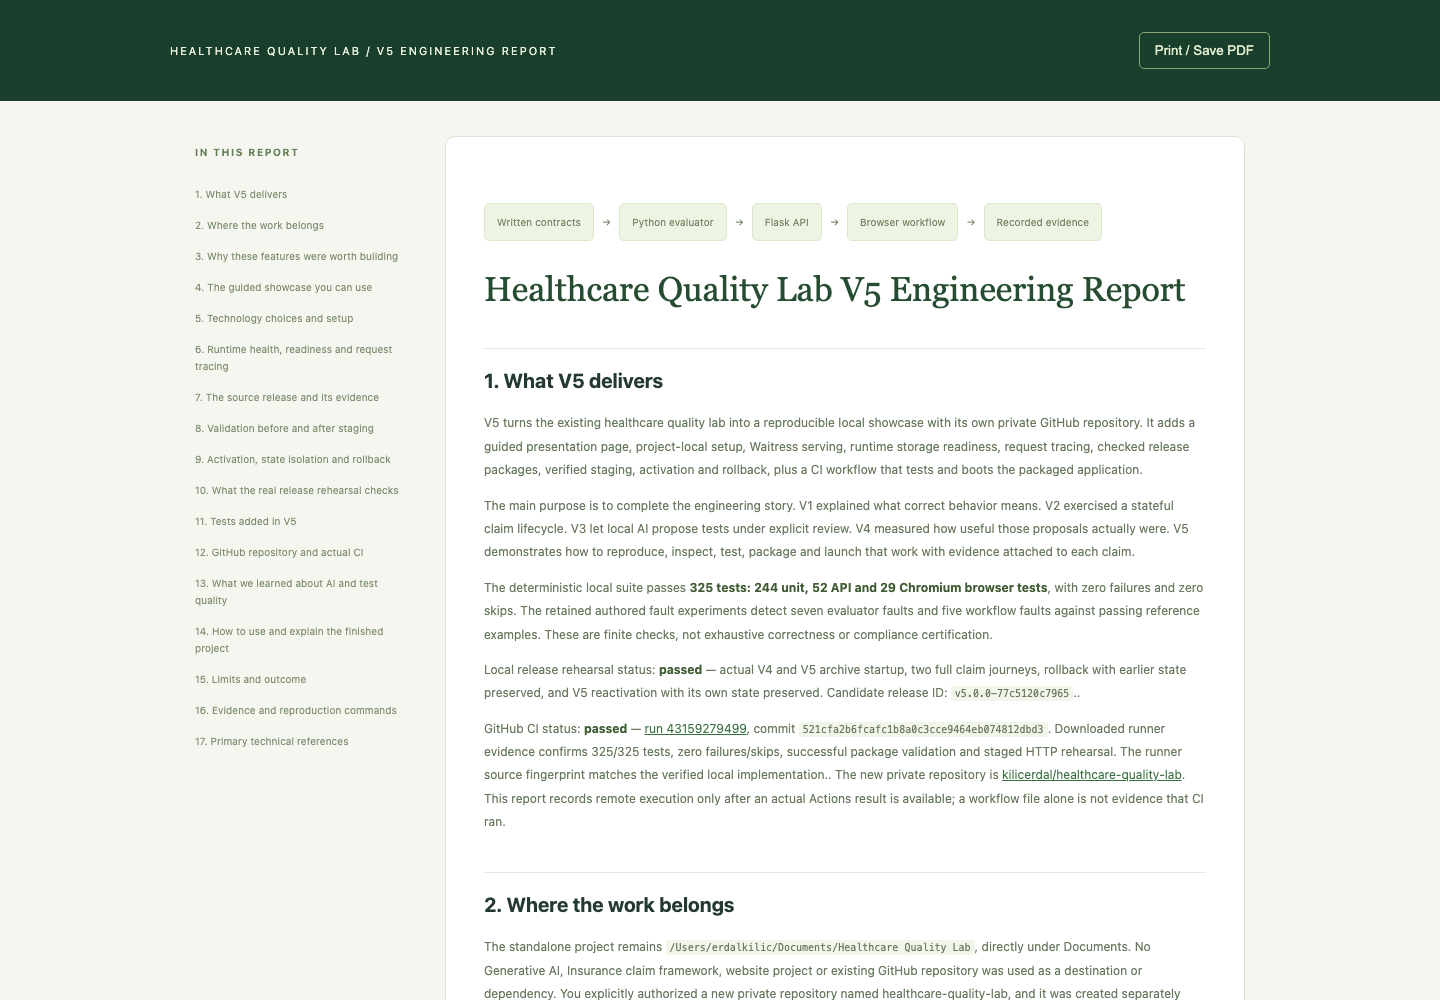 HEALTHCARE QUALITY LAB / V5 ENGINEERING REPORT
Print / Save PDF
IN THIS REPORT
1. What V5 delivers
2. Where the work belongs
3. Why these features were worth building
4. The guided showcase you can use
5. Technology choices and setup
6. Runtime health, readiness and request
tracing
7. The source release and its evidence
8. Validation before and after staging
9. Activation, state isolation and rollback
10. What the real release rehearsal checks
11. Tests added in V5
12. GitHub repository and actual CI
13. What we learned about AI and test
quality
14. How to use and explain the finished
project
15. Limits and outcome
16. Evidence and reproduction commands
17. Primary technical references
Written contracts → Python evaluator → Flask API → Browser workflow → Recorded evidence
Healthcare Quality Lab V5 Engineering Report
1. What V5 delivers
V5 turns the existing healthcare quality lab into a reproducible local showcase with its own private GitHub repository. It adds a
guided presentation page, project-local setup, Waitress serving, runtime storage readiness, request tracing, checked release
packages, verified staging, activation and rollback, plus a CI workflow that tests and boots the packaged application.
The main purpose is to complete the engineering story. V1 explained what correct behavior means. V2 exercised a stateful
claim lifecycle. V3 let local AI propose tests under explicit review. V4 measured how useful those proposals actually were. V5
demonstrates how to reproduce, inspect, test, package and launch that work with evidence attached to each claim.
The deterministic local suite passes 325 tests: 244 unit, 52 API and 29 Chromium browser tests, with zero failures and zero
skips. The retained authored fault experiments detect seven evaluator faults and five workflow faults against passing reference
examples. These are finite checks, not exhaustive correctness or compliance certification.
Local release rehearsal status: passed — actual V4 and V5 archive startup, two full claim journeys, rollback with earlier state
preserved, and V5 reactivation with its own state preserved. Candidate release ID: v5.0.0-77c5120c7965..
GitHub CI status: passed — run 43159279499, commit 521cfa2b6fcafc1b8a0c3cce9464eb074812dbd3. Downloaded runner
evidence confirms 325/325 tests, zero failures/skips, successful package validation and staged HTTP rehearsal. The runner
source fingerprint matches the verified local implementation.. The new private repository is kilicerdal/healthcare-quality-lab.
This report records remote execution only after an actual Actions result is available; a workflow file alone is not evidence that CI
ran.
2. Where the work belongs
The standalone project remains /Users/erdalkilic/Documents/Healthcare Quality Lab, directly under Documents. No
Generative AI, Insurance claim framework, website project or existing GitHub repository was used as a destination or
dependency. You explicitly authorized a new private repository named healthcare-quality-lab, and it was created separately